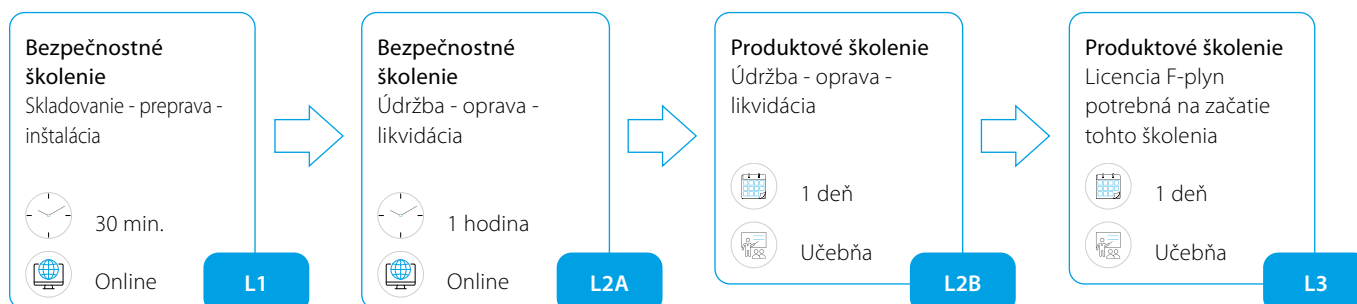 Bezpečnostné
školenie
Skladovanie - preprava -
inštalácia
30 min.
Online
L1
Bezpečnostné
školenie
Údržba - oprava -
likvidácia
1 hodina
Online
L2A
Produktové školenie
Údržba - oprava -
likvidácia
1 deň
Učebňa
L2B
Produktové školenie
Licencia F-plyn
potrebná na začatie
tohto školenia
1 deň
Učebňa
L3